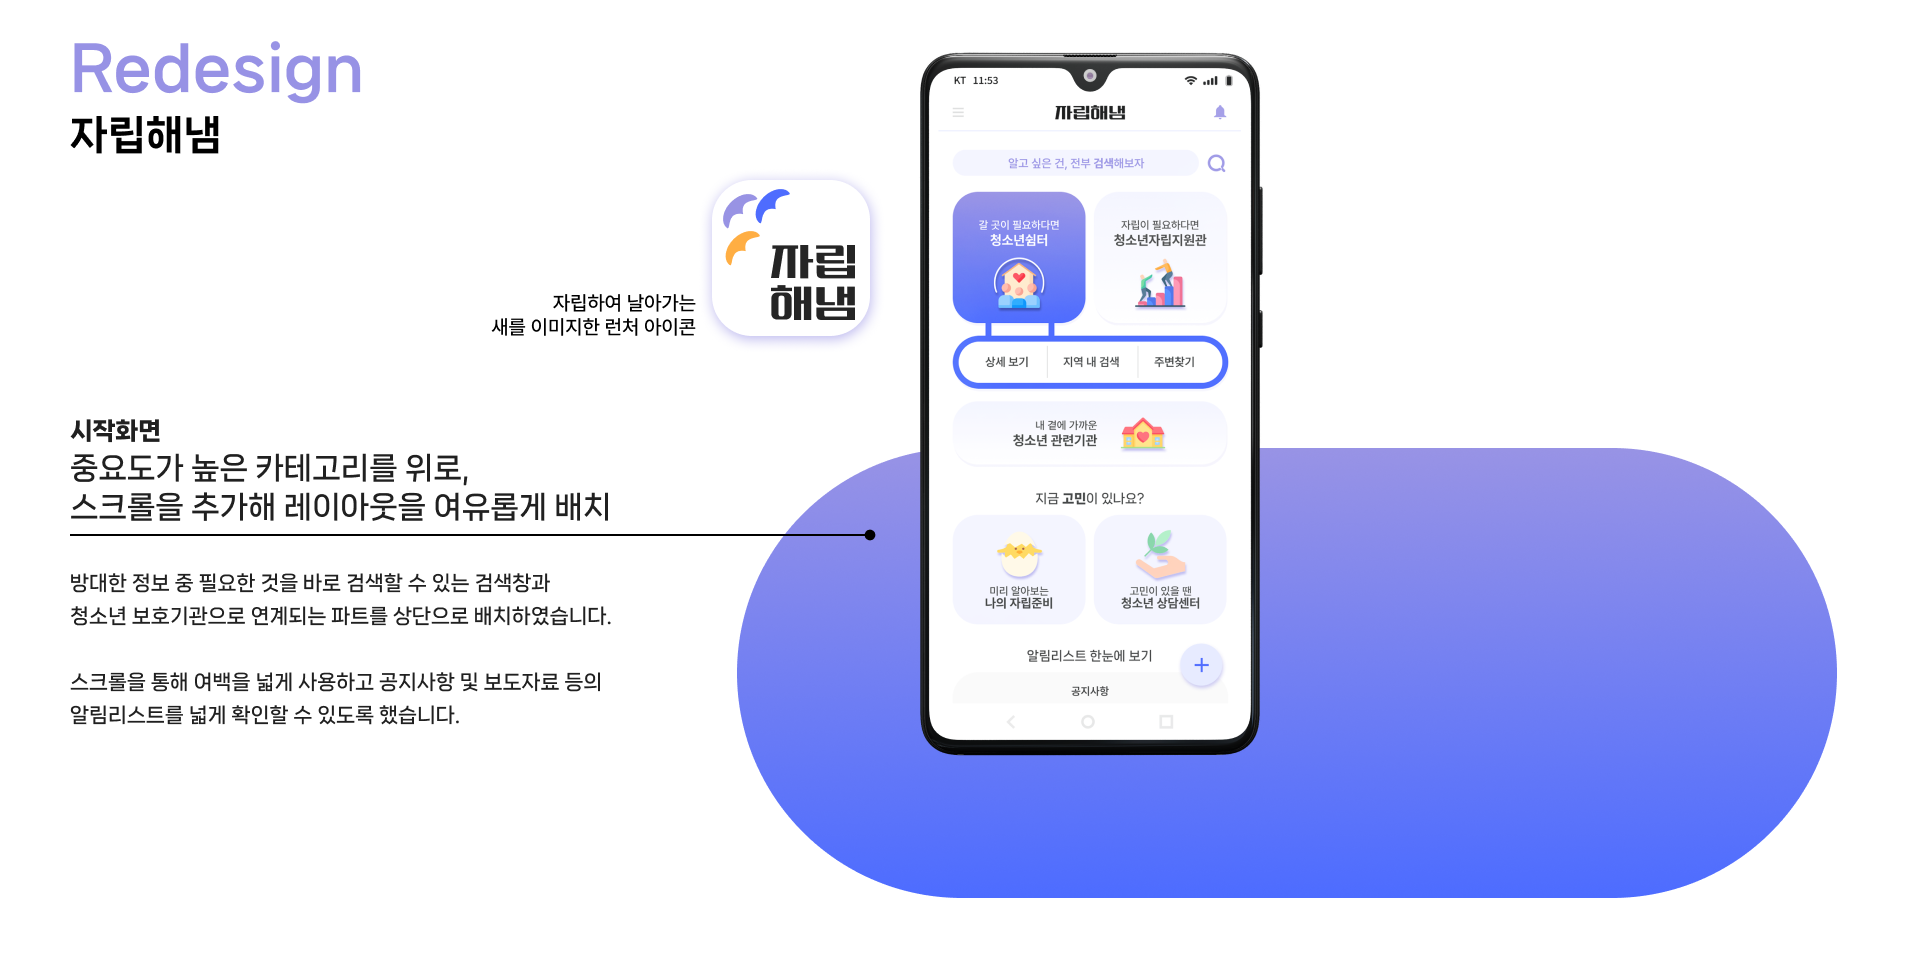 Redesign
자립해냄
자립
해냄
자립하여 날아가는
새를 이미지한 런처 아이콘
시작화면
중요도가 높은 카테고리를 위로,
스크롤을 추가해 레이아웃을 여유롭게 배치
방대한 정보 중 필요한 것을 바로 검색할 수 있는 검색창과
청소년 보호기관으로 연계되는 파트를 상단으로 배치하였습니다.
스크롤을 통해 여백을 넓게 사용하고 공지사항 및 보도자료 등의
알림리스트를 넓게 확인할 수 있도록 했습니다.
KT 11:53
자립해냄
알고 싶은 건, 전부 검색해보자
갈 곳이 필요하다면
청소년쉼터
자립이 필요하다면
청소년자립지원관
상세 보기
지역 내 검색
주변찾기
내 곁에 가까운
청소년 관련기관
지금 고민이 있나요?
미리 알아보는
나의 자립준비
고민이 있을 땐
청소년 상담센터
알림리스트 한눈에 보기
공지사항